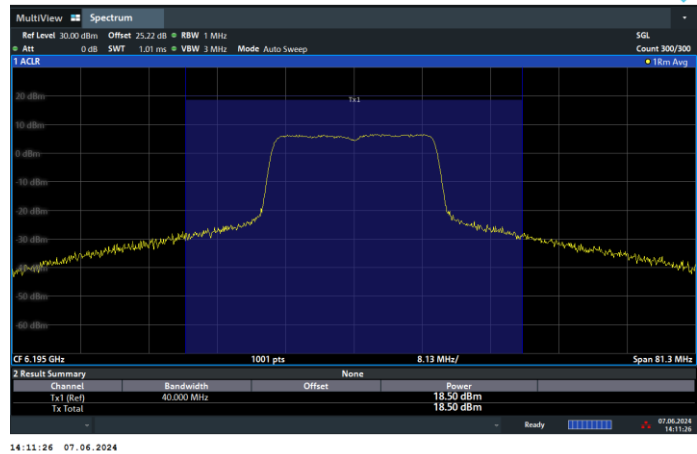 MultiView Spectrum
Ref Level 30.00 dBm Offset 25.22 dB RBW 1 MHz SGL
Att 0 dB SWT 1.01 ms VBW 3 MHz Mode Auto Sweep Count 300/300
1 ACLR 1Rm Avg
Tx1
20 dBm
10 dBm
0 dBm
-10 dBm
-20 dBm
-30 dBm
-40 dBm
-50 dBm
-60 dBm
CF 6.195 GHz 1001 pts 8.13 MHz/ Span 81.3 MHz
2 Result Summary None
Channel Bandwidth Offset Power
Tx1 (Ref) 40.000 MHz 18.50 dBm
Tx Total 18.50 dBm
Ready 07.06.2024
14:11:26
14:11:26 07.06.2024